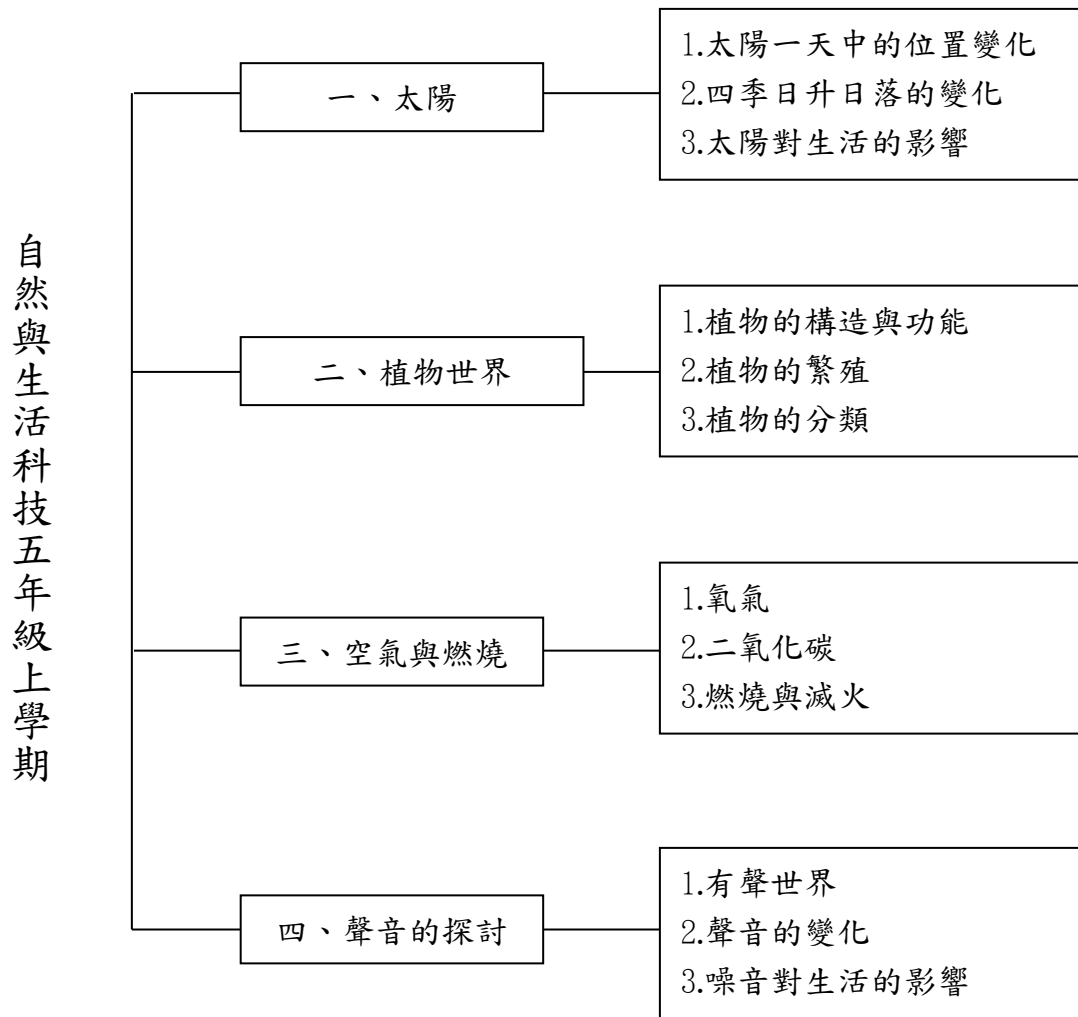 自然與生活科技五年級上學期
一、太陽
1.太陽一天中的位置變化
2.四季日升日落的變化
3.太陽對生活的影響
二、植物世界
1.植物的構造與功能
2.植物的繁殖
3.植物的分類
三、空氣與燃燒
1.氧氣
2.二氧化碳
3.燃燒與滅火
四、聲音的探討
1.有聲世界
2.聲音的變化
3.噪音對生活的影響